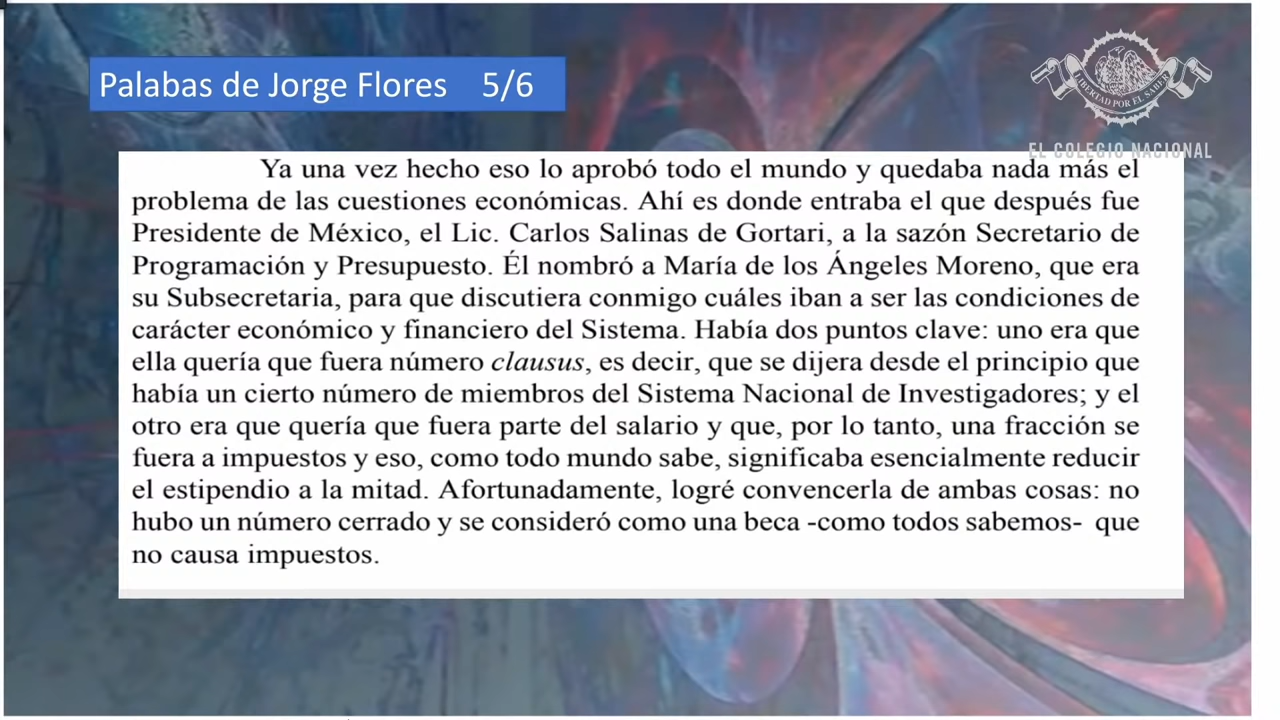 Palabas de Jorge Flores 5/6
LIBERTAD POR EL SABER
EL COLEGIO NACIONAL
Ya una vez hecho eso lo aprobó todo el mundo y quedaba nada más el
problema de las cuestiones económicas. Ahí es donde entraba el que después fue
Presidente de México, el Lic. Carlos Salinas de Gortari, a la sazón Secretario de
Programación y Presupuesto. Él nombró a María de los Ángeles Moreno, que era
su Subsecretaria, para que discutiera conmigo cuáles iban a ser las condiciones de
carácter económico y financiero del Sistema. Había dos puntos clave: uno era que
ella quería que fuera número clausus, es decir, que se dijera desde el principio que
había un cierto número de miembros del Sistema Nacional de Investigadores; y el
otro era que quería que fuera parte del salario y que, por lo tanto, una fracción se
fuera a impuestos y eso, como todo mundo sabe, significaba esencialmente reducir
el estipendio a la mitad. Afortunadamente, logré convencerla de ambas cosas: no
hubo un número cerrado y se consideró como una beca -como todos sabemos- que
no causa impuestos.